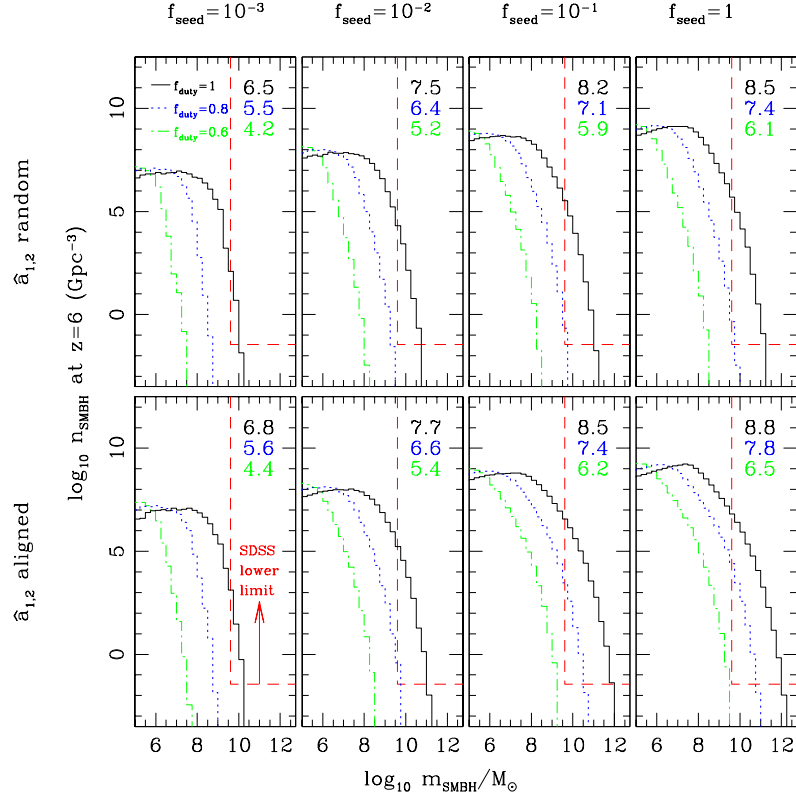 f_seed=10^-3 f_seed=10^-2 f_seed=10^-1 f_seed=1
f_duty=1 6.5 7.5 8.2 8.5
f_duty=0.8 5.5 6.4 7.1 7.4
f_duty=0.6 4.2 5.2 5.9 6.1
10
5
0
â_1,2 random
log_10 n_SMBH at z=6 (Gpc^-3)
6.8 7.7 8.5 8.8
5.6 6.6 7.4 7.8
4.4 5.4 6.2 6.5
10
5
0
â_1,2 aligned
SDSS
lower
limit
6 8 10 12 6 8 10 12 6 8 10 12 6 8 10 12
log_10 m_SMBH/M_⊙